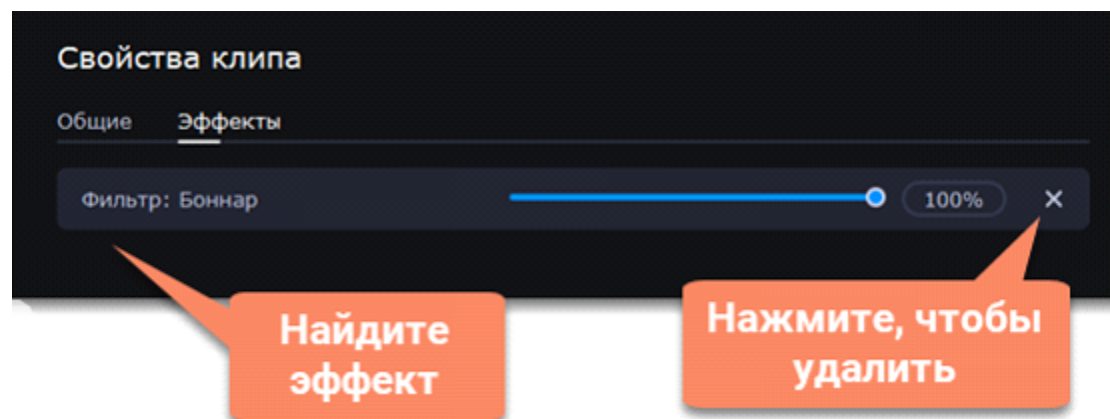 Свойства клипа
Общие Эффекты
Фильтр: Боннар 100%
Найдите
эффект
Нажмите, чтобы
удалить